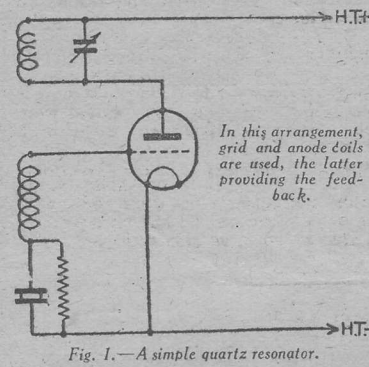 H.T.+
In this arrangement,
grid and anode coils
are used, the latter
providing the feed-
back.
H.T.-
Fig. 1.—A simple quartz resonator.